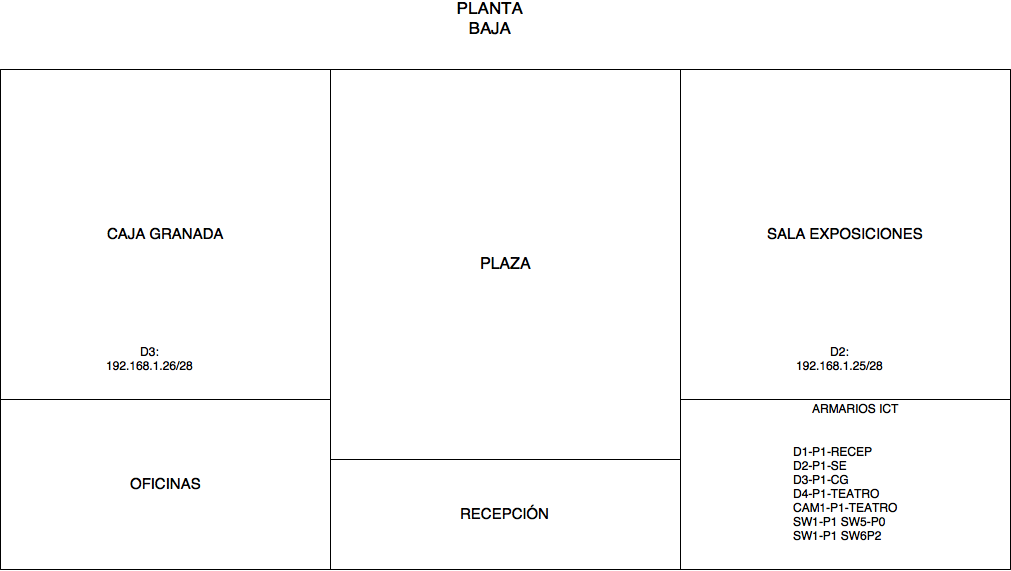 PLANTA
BAJA
CAJA GRANADA
SALA EXPOSICIONES
PLAZA
D3:
192.168.1.26/28
D2:
192.168.1.25/28
ARMARIOS ICT
D1-P1-RECEP
D2-P1-SE
D3-P1-CG
D4-P1-TEATRO
CAM1-P1-TEATRO
SW1-P1 SW5-P0
SW1-P1 SW6P2
OFICINAS
RECEPCIÓN